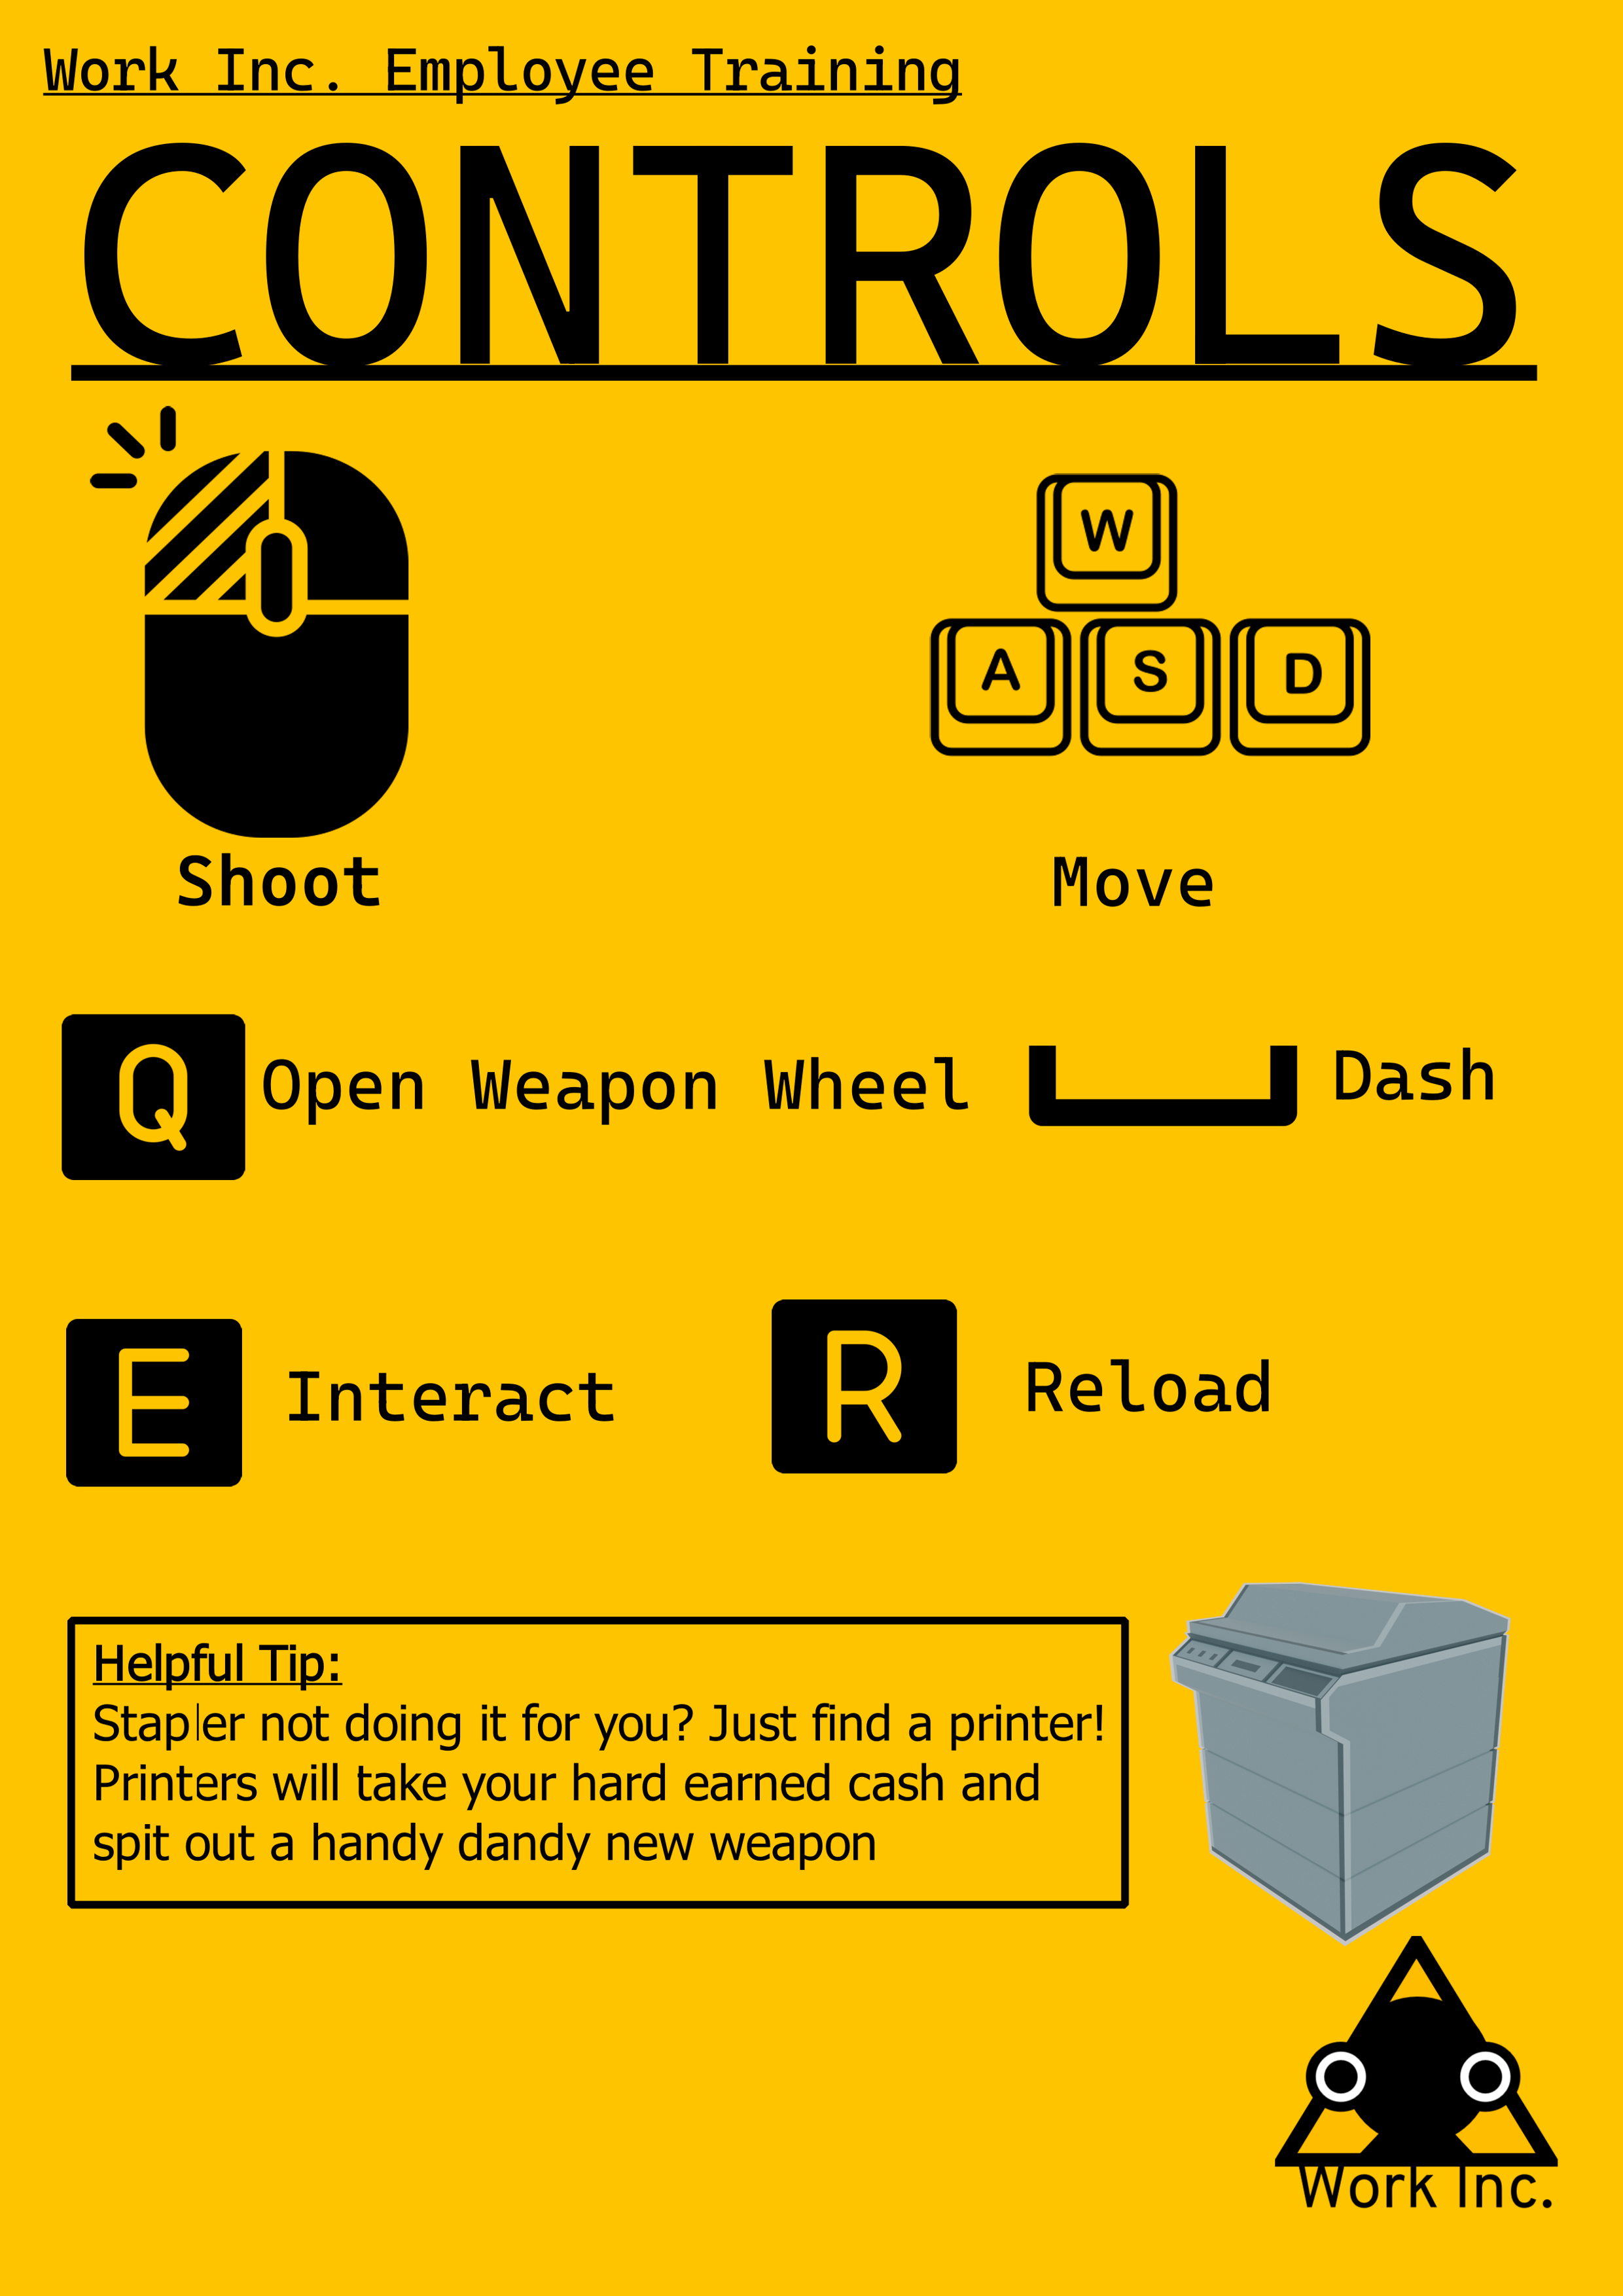 Work Inc. Employee Training
CONTROLS
W
A S D
Shoot
Move
Q Open Weapon Wheel
Dash
E Interact
R Reload
Helpful Tip:
Stapler not doing it for you? Just find a printer!
Printers will take your hard earned cash and
spit out a handy dandy new weapon
Work Inc.